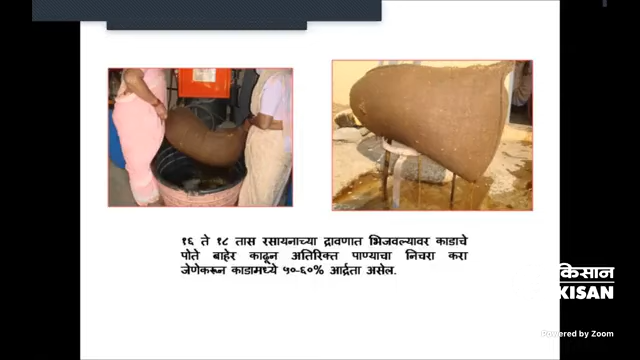 १६ ते १८ तास रसायनाच्या द्रावणात भिजवल्यावर काडाचे
पोते बाहेर काढून अतिरिक्त पाण्याचा निचरा करा
जेणेकरून काडामध्ये ५०-६०% आर्द्रता असेल.
किसान
KISAN
Powered by Zoom